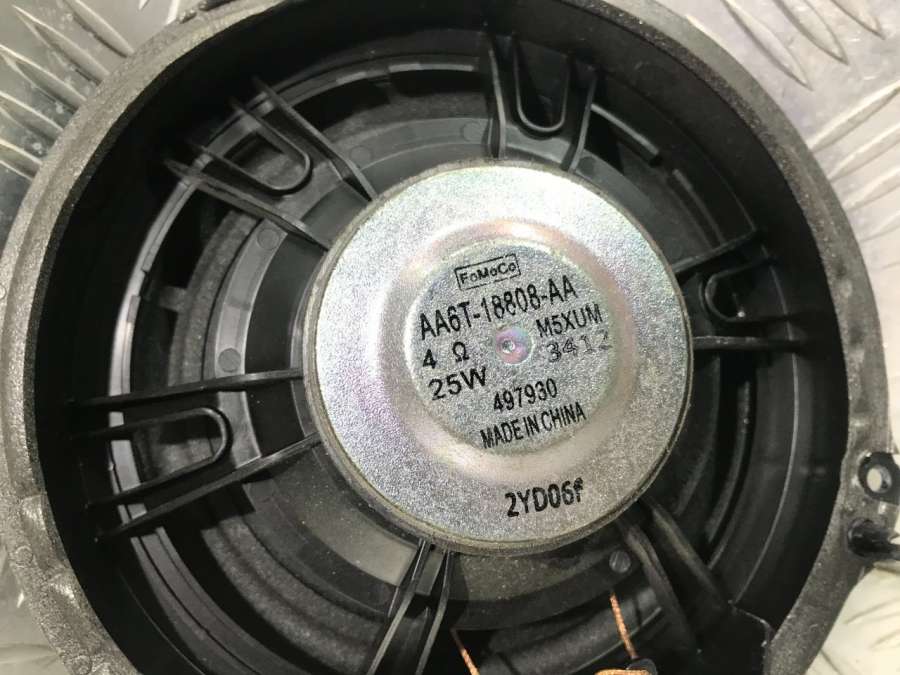 FoMoCo
AA6T-18808-AA
4 Ω M5XUM
25W 3412
497930
MADE IN CHINA
2YD06F